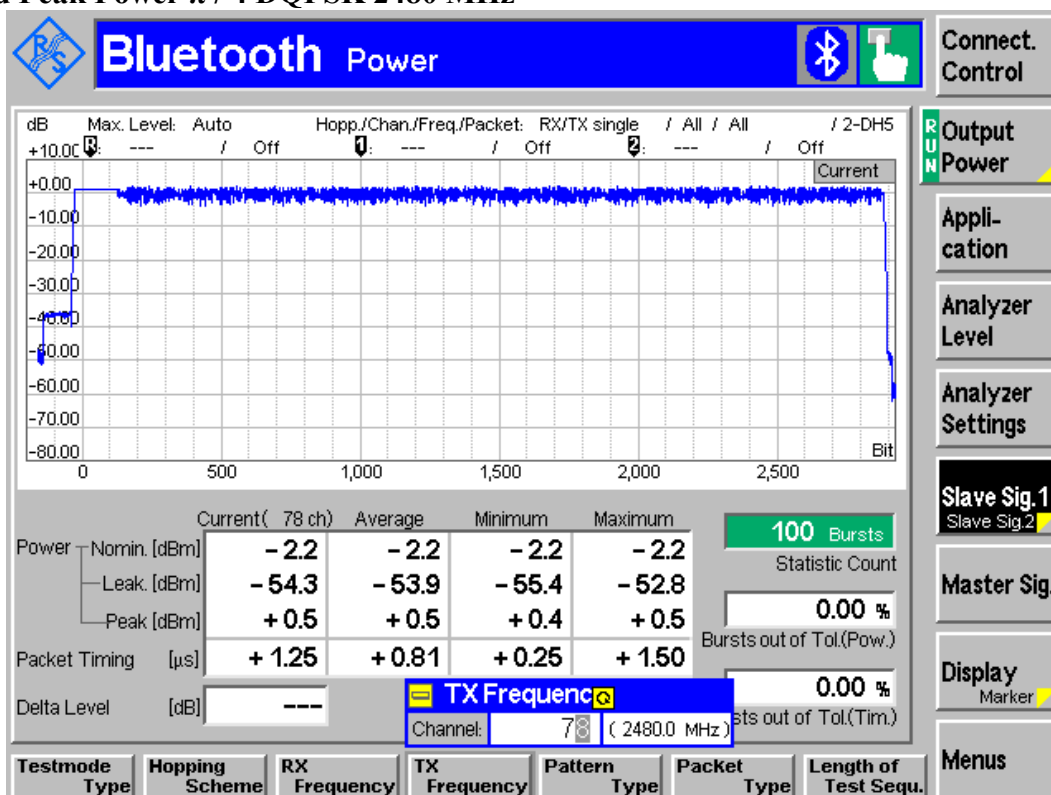 d Peak Power π / 4 DQPSK 2480 MHz
R S
Bluetooth Power
Connect.
Control
dB Max. Level: Auto Hopp./Chan./Freq./Packet: RX/TX single / All / All / 2-DH5
R: --- / Off 1: --- / Off 2: --- / Off
Current
+0.00
-10.00
-20.00
-30.00
-60.00
-70.00
-80.00
Bit
0 500 1,000 1,500 2,000 2,500
RUN
Output
Power
Appli-
cation
Analyzer
Level
Analyzer
Settings
Slave Sig.1
Slave Sig.2
Master Sig.
Display
Marker
Menus
Current( 78 ch) Average Minimum Maximum
Power Nomin. [dBm] - 2.2 - 2.2 - 2.2 - 2.2
Leak. [dBm] - 54.3 - 53.9 - 55.4 - 52.8
Peak [dBm] + 0.5 + 0.5 + 0.4 + 0.5
Packet Timing [µs] + 1.25 + 0.81 + 0.25 + 1.50
Delta Level [dB] ---
100 Bursts
Statistic Count
0.00 %
Bursts out of Tol.(Pow.)
0.00 %
sts out of Tol.(Tim.)
TX Frequenc
Channel: 78 ( 2480.0 MHz )
Testmode
Type
Hopping
Scheme
RX
Frequency
TX
Frequency
Pattern
Type
Packet
Type
Length of
Test Sequ.